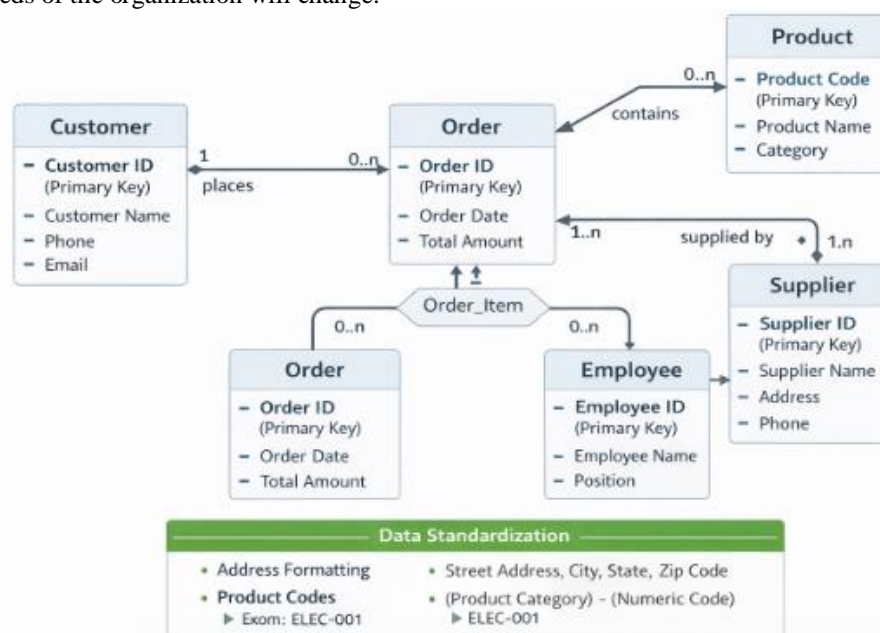 eds of the organization will change.
Product
– Product Code
(Primary Key)
– Product Name
– Category
0..n
contains
Customer
– Customer ID
(Primary Key)
– Customer Name
– Phone
– Email
1
places
0..n
Order
– Order ID
(Primary Key)
– Order Date
– Total Amount
1..n
supplied by
1.n
Supplier
– Supplier ID
(Primary Key)
– Supplier Name
– Address
– Phone
Order_Item
0..n
0..n
Order
– Order ID
(Primary Key)
– Order Date
– Total Amount
Employee
– Employee ID
(Primary Key)
– Employee Name
– Position
Data Standardization
• Address Formatting
• Product Codes
▶ Exom: ELEC-001
• Street Address, City, State, Zip Code
• (Product Category) - (Numeric Code)
▶ ELEC-001